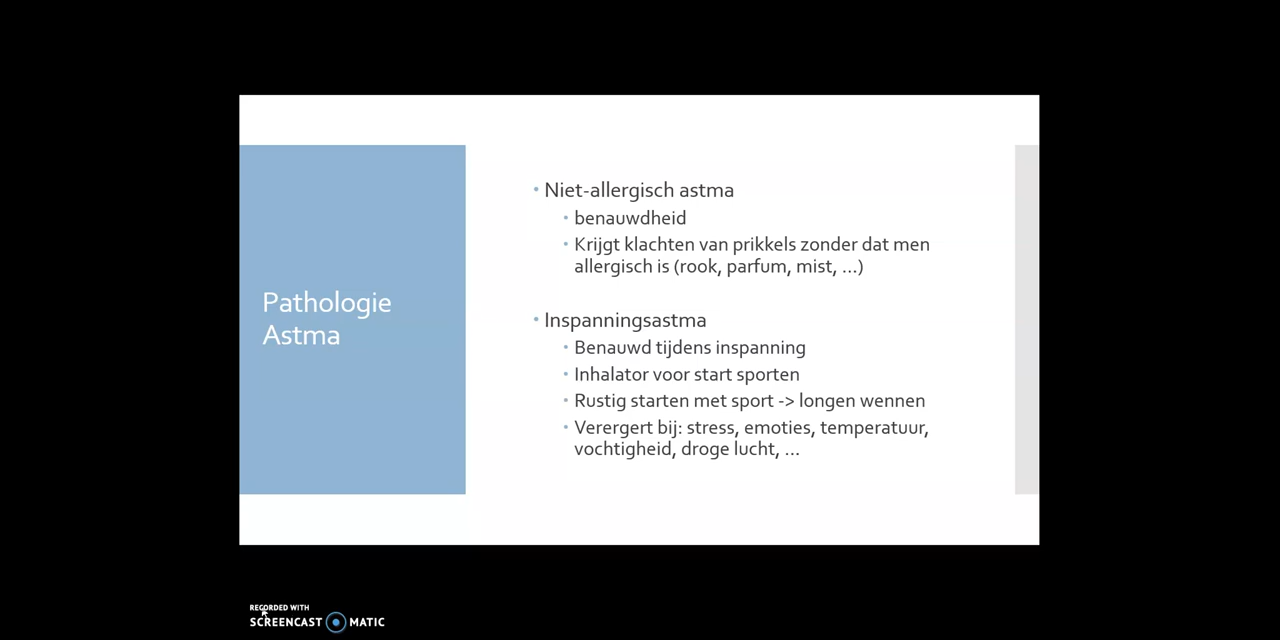 Pathologie
Astma
• Niet-allergisch astma
• benauwdheid
• Krijgt klachten van prikkels zonder dat men
allergisch is (rook, parfum, mist, ...)
• Inspanningsastma
• Benauwd tijdens inspanning
• Inhalator voor start sporten
• Rustig starten met sport -> longen wennen
• Verergert bij: stress, emoties, temperatuur,
vochtigheid, droge lucht, ...
RECORDED WITH
SCREENCAST MATIC